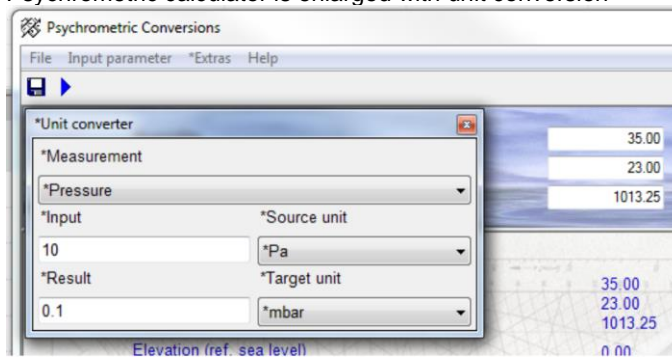 Psychrometric calculator is enlarged with unit conversion
Psychrometric Conversions
File Input parameter *Extras Help
*Unit converter
*Measurement
*Pressure
*Input *Source unit
10 *Pa
*Result *Target unit
0.1 *mbar
35.00
23.00
1013.25
35.00
23.00
1013.25
Elevation (ref. sea level) 0.00